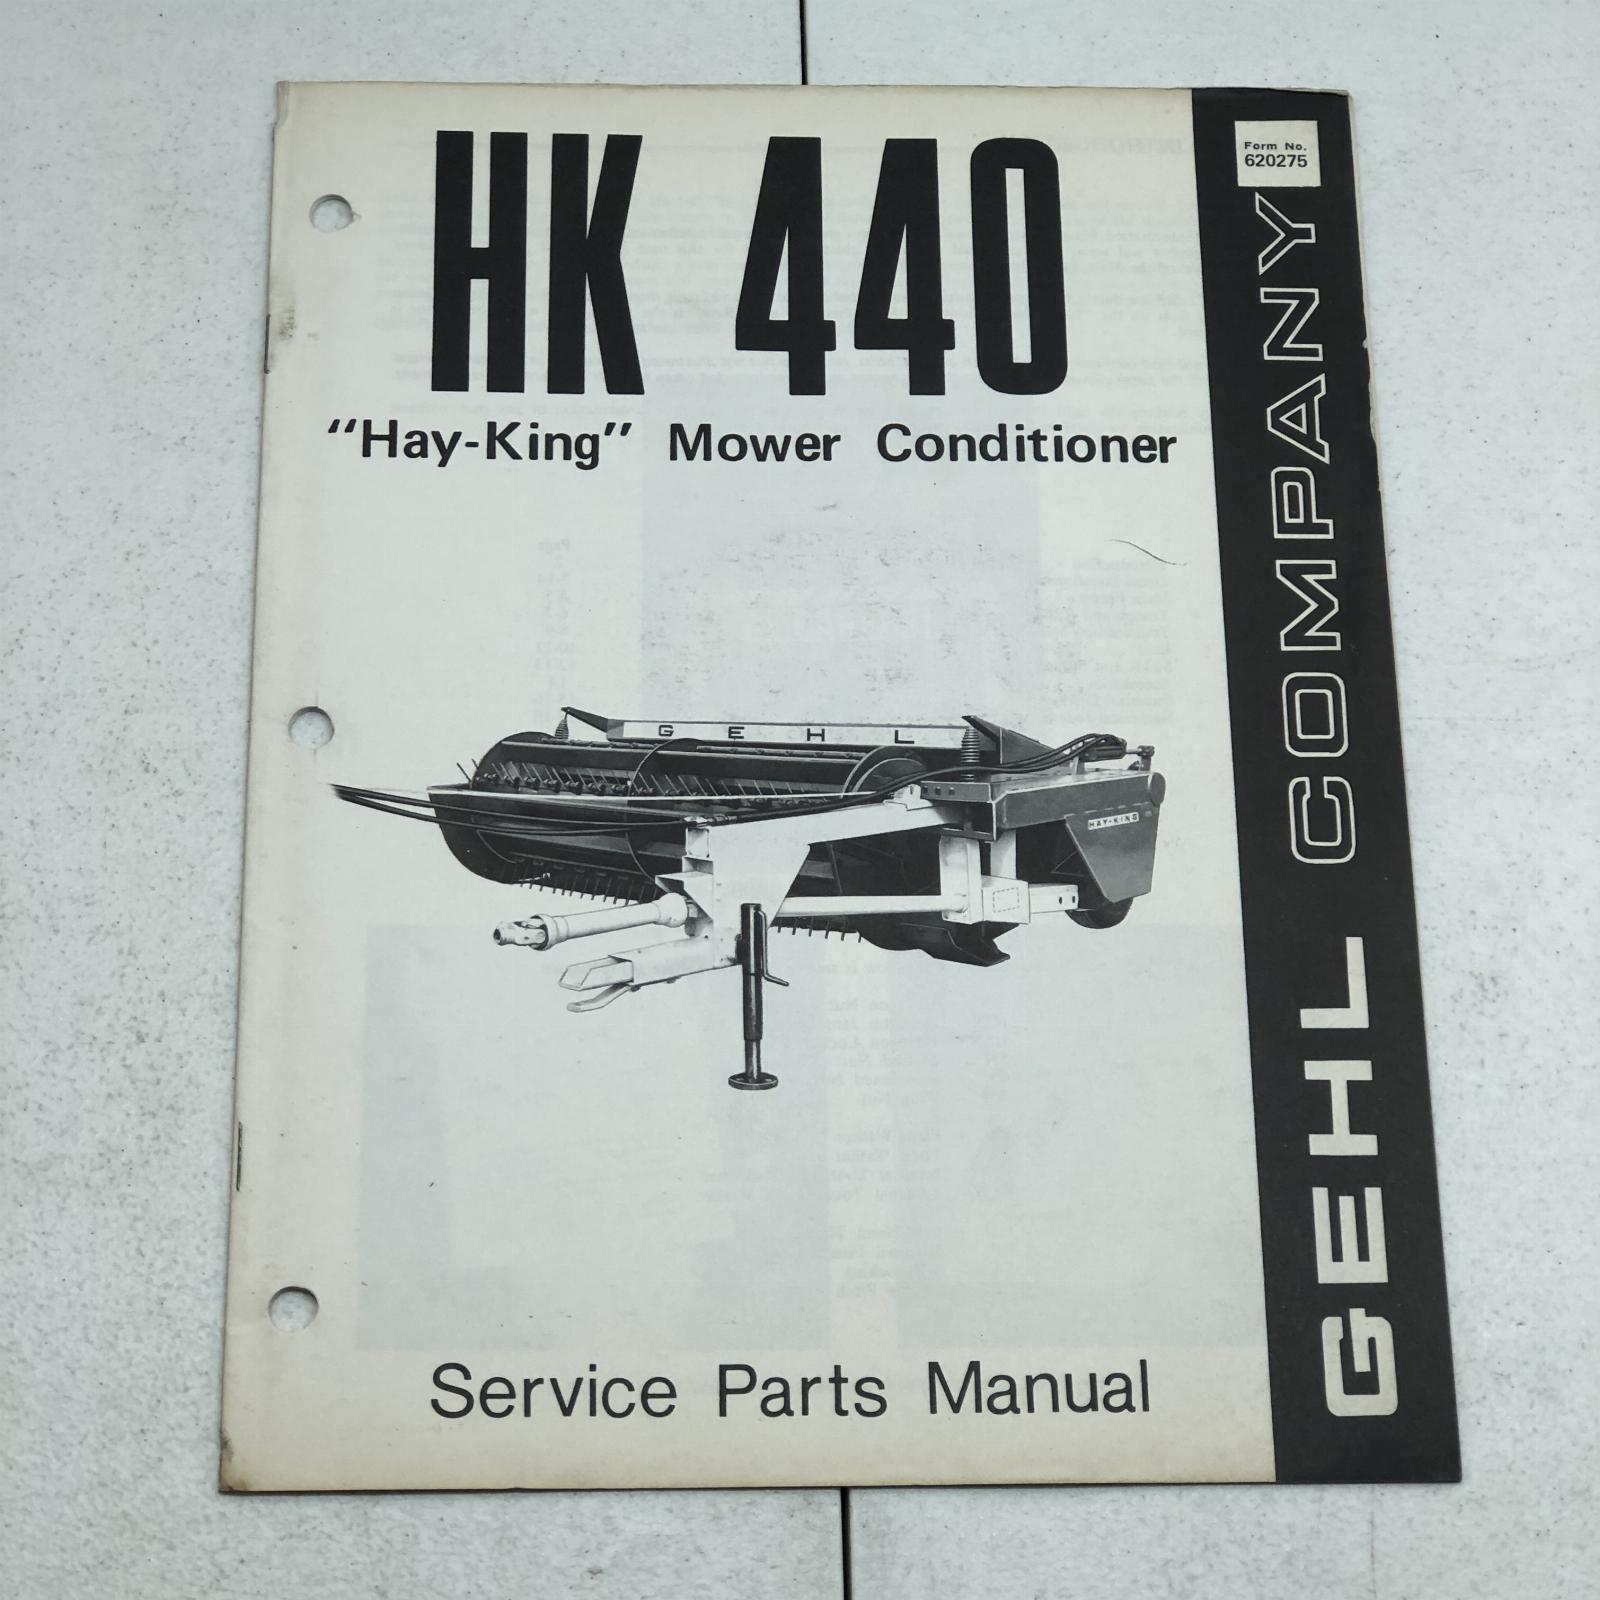 HK 440
"Hay-King" Mower Conditioner
Form No.
620275
GEHL COMPANY
GEHL
HAY-KING
Service Parts Manual